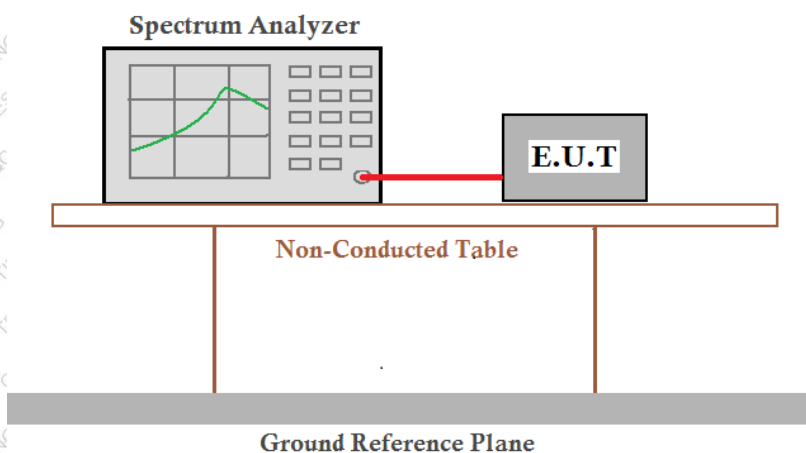 Spectrum Analyzer
E.U.T
Non-Conducted Table
Ground Reference Plane